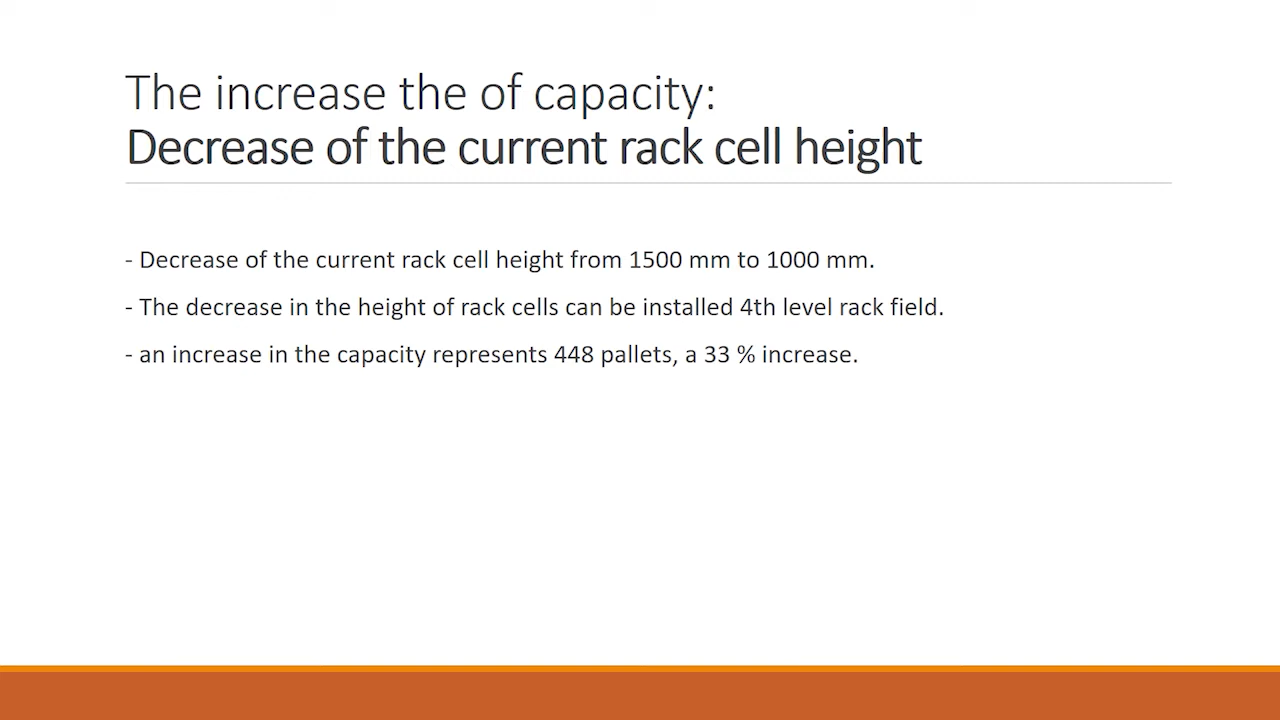 The increase the of capacity:
Decrease of the current rack cell height
- Decrease of the current rack cell height from 1500 mm to 1000 mm.
- The decrease in the height of rack cells can be installed 4th level rack field.
- an increase in the capacity represents 448 pallets, a 33 % increase.